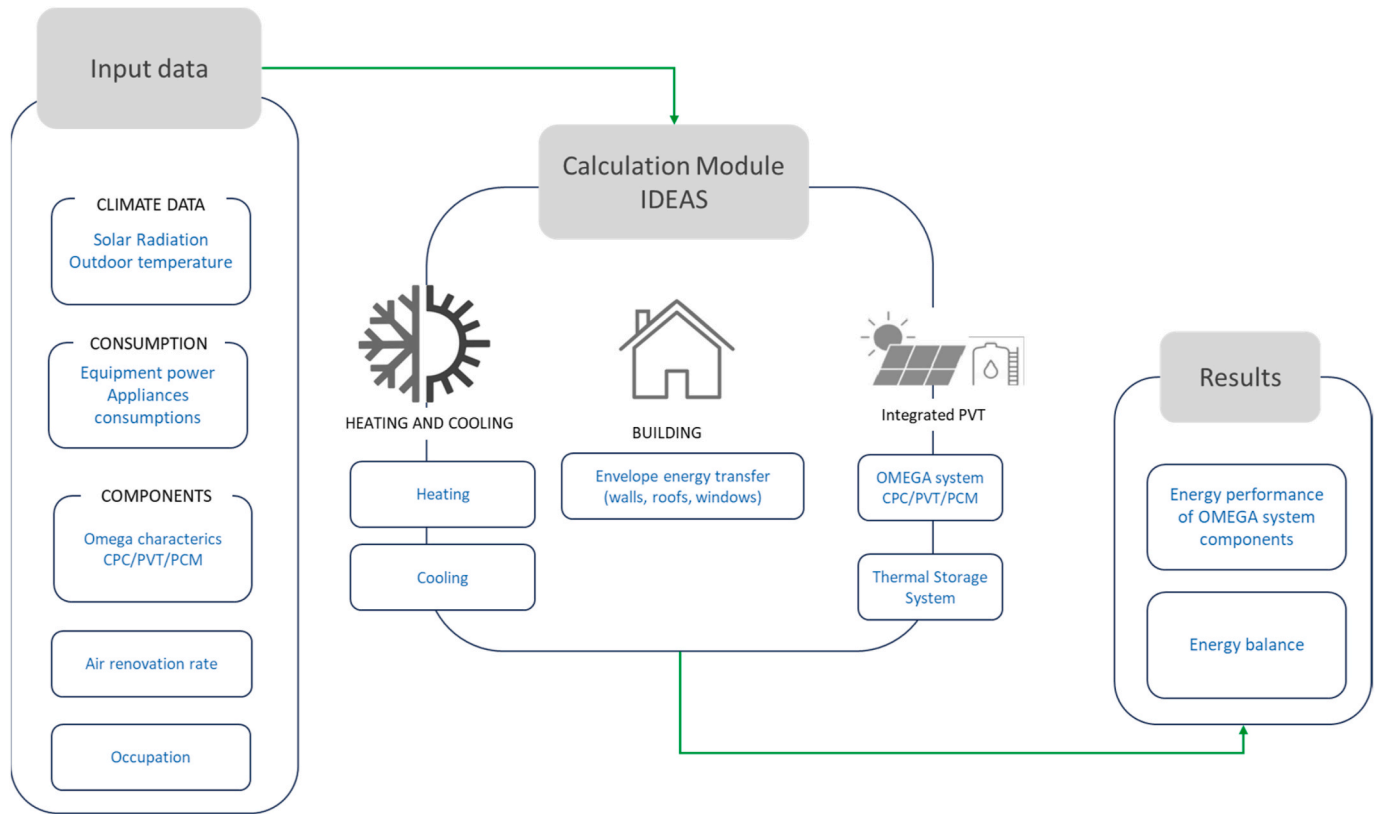 Input data
CLIMATE DATA
Solar Radiation
Outdoor temperature
CONSUMPTION
Equipment power
Appliances
consumptions
COMPONENTS
Omega characterics
CPC/PVT/PCM
Air renovation rate
Occupation
Calculation Module
IDEAS
HEATING AND COOLING
Heating
Cooling
BUILDING
Envelope energy transfer
(walls, roofs, windows)
Integrated PVT
OMEGA system
CPC/PVT/PCM
Thermal Storage
System
Results
Energy performance
of OMEGA system
components
Energy balance